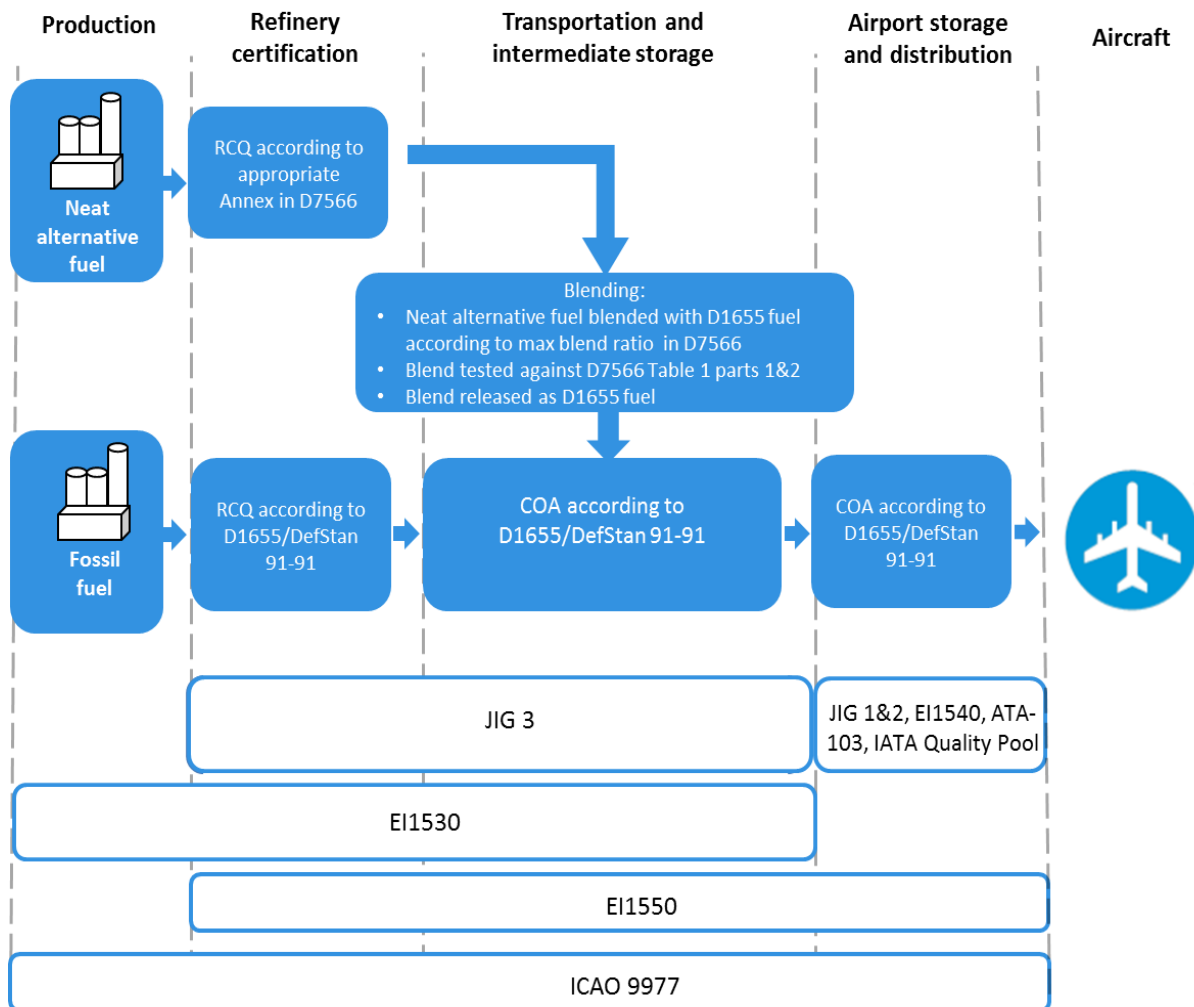 Production
Refinery
certification
Transportation and
intermediate storage
Airport storage
and distribution
Aircraft
Neat
alternative
fuel
RCQ according to
appropriate
Annex in D7566
Blending:
• Neat alternative fuel blended with D1655 fuel
according to max blend ratio in D7566
• Blend tested against D7566 Table 1 parts 1&2
• Blend released as D1655 fuel
Fossil
fuel
RCQ according to
D1655/DefStan
91-91
COA according to
D1655/DefStan 91-91
COA according to
D1655/DefStan
91-91
JIG 3
JIG 1&2, EI1540, ATA-
103, IATA Quality Pool
EI1530
EI1550
ICAO 9977